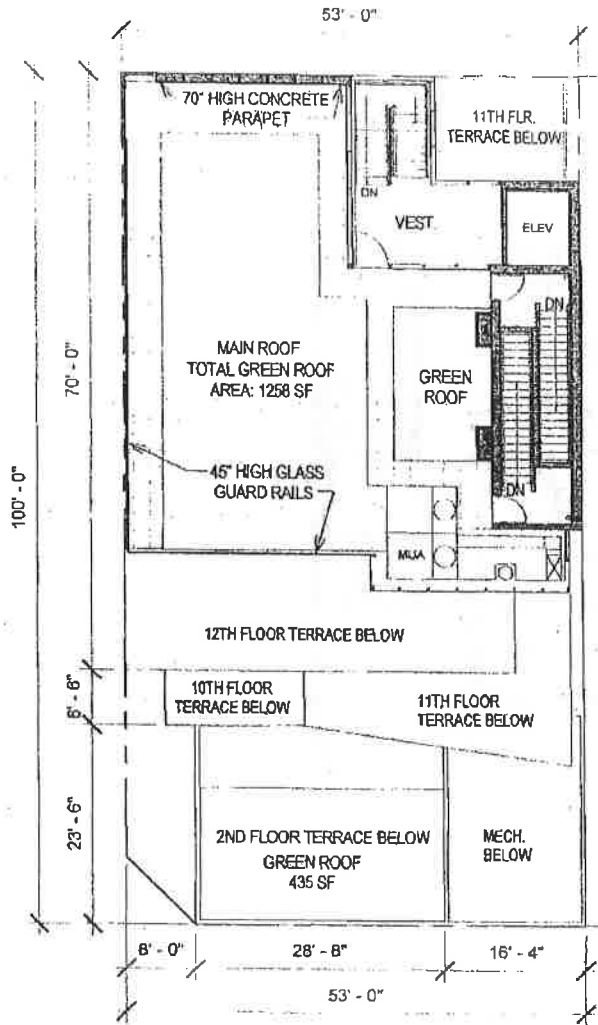 53' - 0"
70" HIGH CONCRETE
PARAPET
11TH FLR.
TERRACE BELOW
DN
VEST.
ELEV
DN
MAIN ROOF
TOTAL GREEN ROOF
AREA: 1258 SF
GREEN
ROOF
70' - 0"
100' - 0"
45" HIGH GLASS
GUARD RAILS
DN
MUA
12TH FLOOR TERRACE BELOW
10TH FLOOR
TERRACE BELOW
11TH FLOOR
TERRACE BELOW
6' - 6"
23' - 6"
2ND FLOOR TERRACE BELOW
GREEN ROOF
435 SF
MECH.
BELOW
8' - 0"
28' - 8"
16' - 4"
53' - 0"